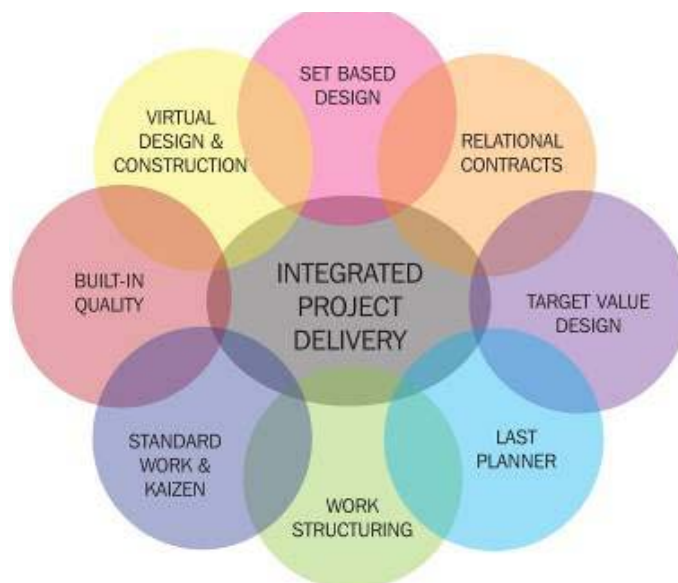 SET BASED
DESIGN
VIRTUAL
DESIGN &
CONSTRUCTION
RELATIONAL
CONTRACTS
BUILT-IN
QUALITY
INTEGRATED
PROJECT
DELIVERY
TARGET VALUE
DESIGN
STANDARD
WORK &
KAIZEN
LAST
PLANNER
WORK
STRUCTURING